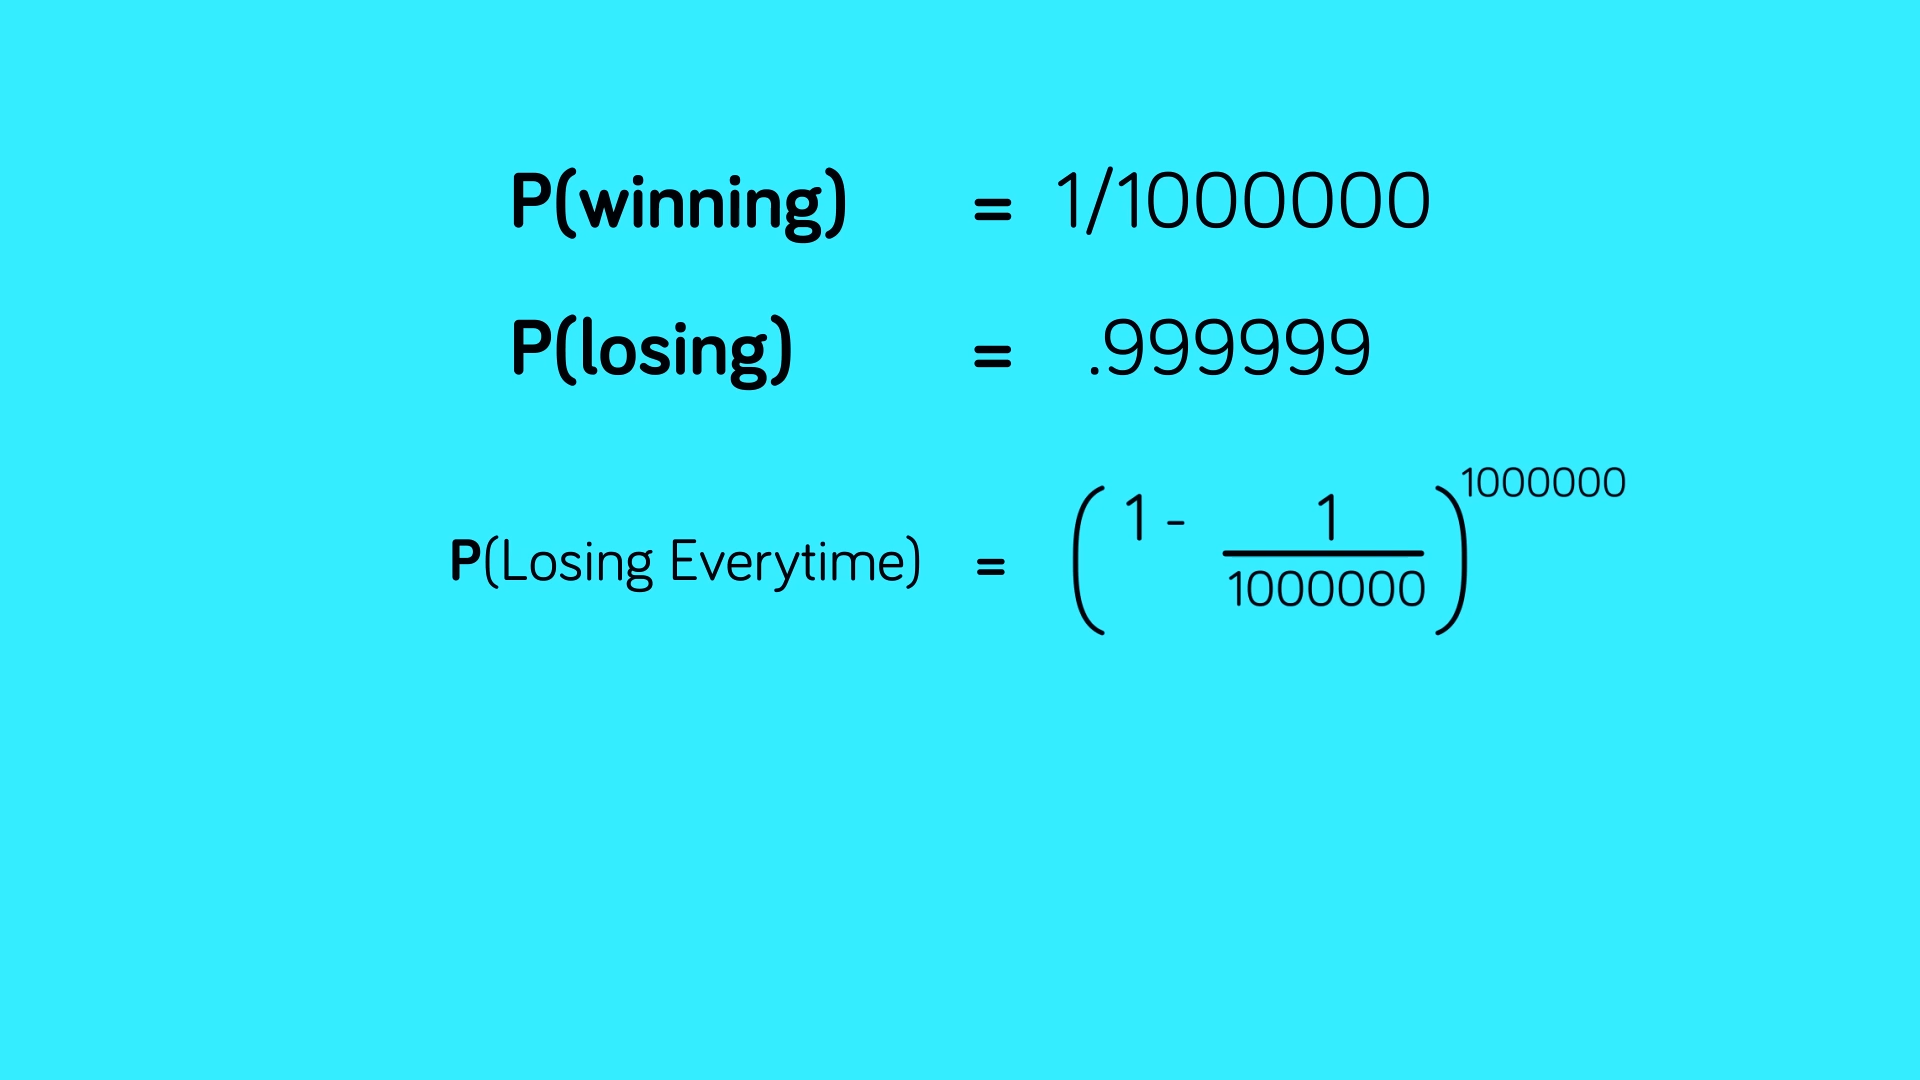 P(winning) = 1/1000000
P(losing) = .999999
P(Losing Everytime) = (1 - 1/1000000)^1000000